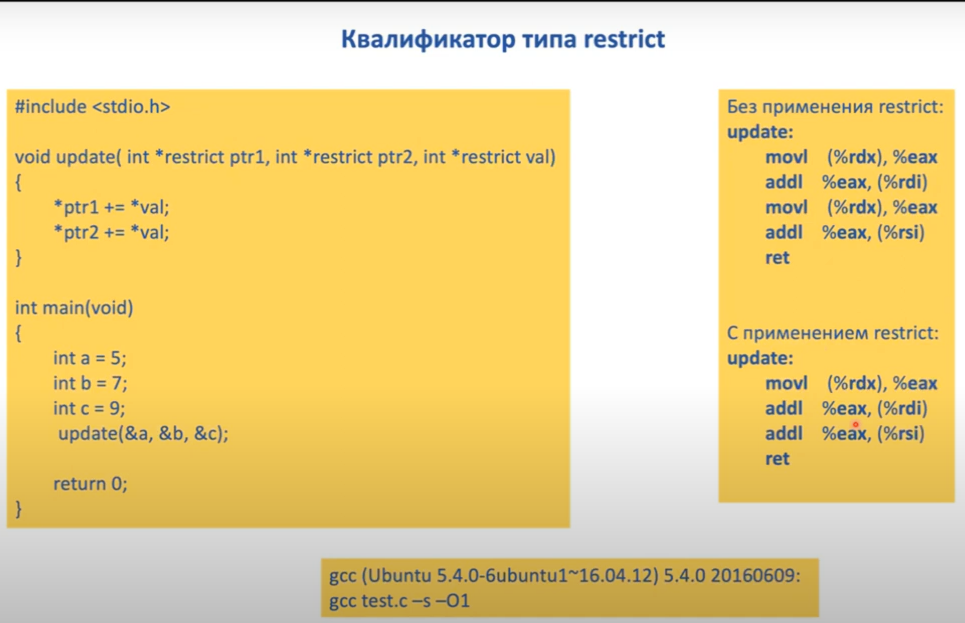 Квалификатор типа restrict
#include <stdio.h>
void update( int *restrict ptr1, int *restrict ptr2, int *restrict val)
{
*ptr1 += *val;
*ptr2 += *val;
}
int main(void)
{
int a = 5;
int b = 7;
int c = 9;
update(&a, &b, &c);
return 0;
}
Без применения restrict:
update:
movl (%rdx), %eax
addl %eax, (%rdi)
movl (%rdx), %eax
addl %eax, (%rsi)
ret
С применением restrict:
update:
movl (%rdx), %eax
addl %eax, (%rdi)
addl %eax, (%rsi)
ret
gcc (Ubuntu 5.4.0-6ubuntu1~16.04.12) 5.4.0 20160609:
gcc test.c –s –O1